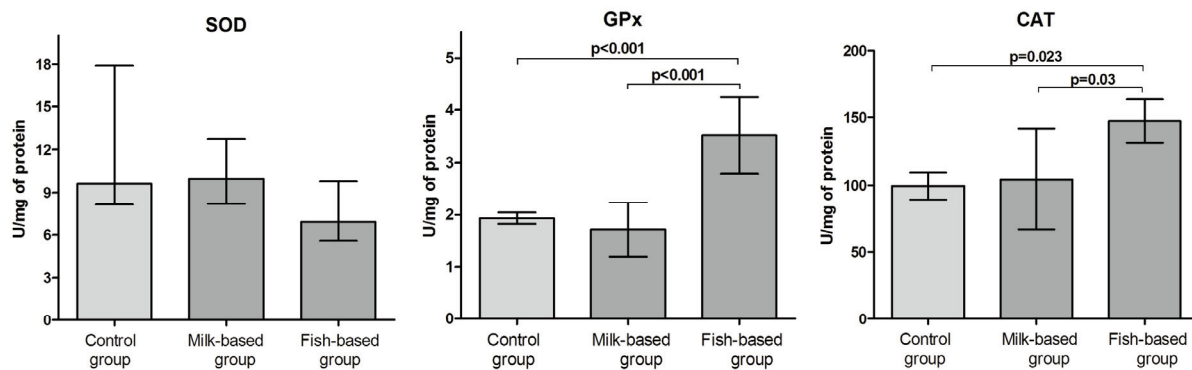 SOD
U/mg of protein
18
15
12
9
6
3
0
Control
group
Milk-based
group
Fish-based
group
GPx
p<0.001
p<0.001
U/mg of protein
5
4
3
2
1
0
Control
group
Milk-based
group
Fish-based
group
CAT
p=0.023
p=0.03
U/mg of protein
200
150
100
50
0
Control
group
Milk-based
group
Fish-based
group